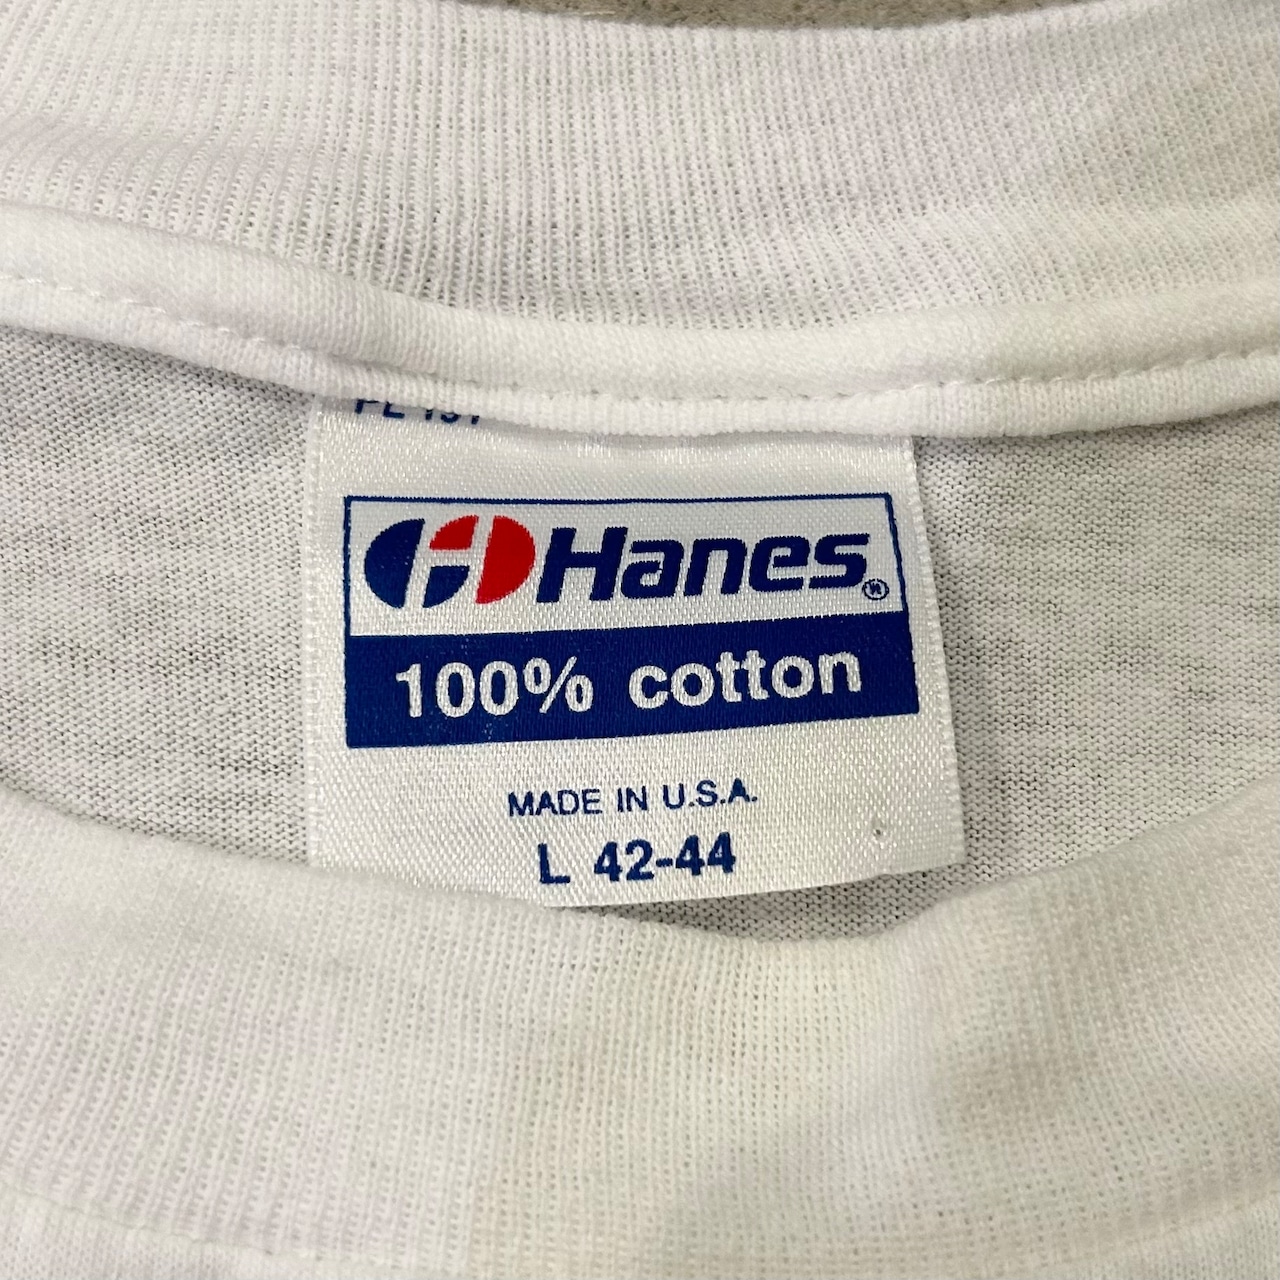 Hanes®
100% cotton
MADE IN U.S.A.
L 42-44